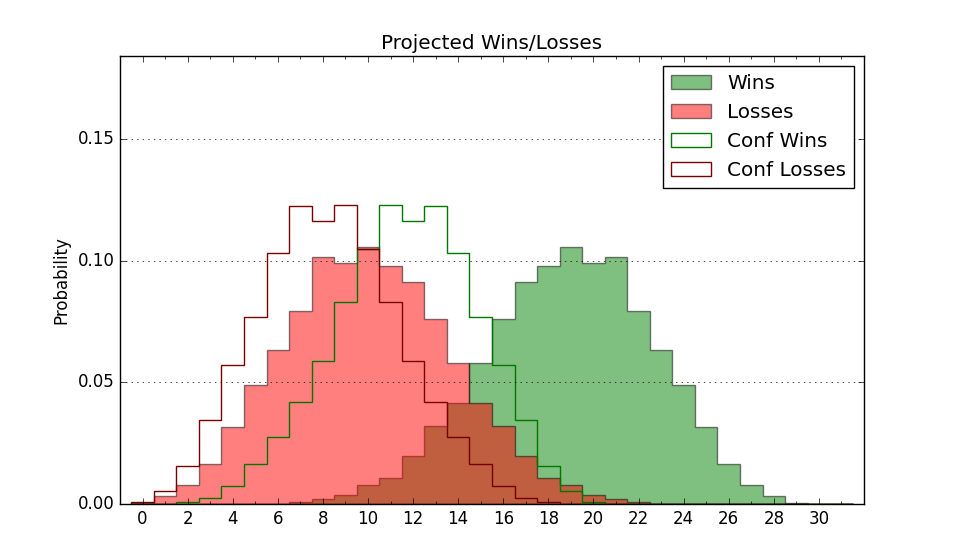 Projected Wins/Losses
Wins
Losses
Conf Wins
Conf Losses
0.15
0.10
0.05
0.00
Probability
0 2 4 6 8 10 12 14 16 18 20 22 24 26 28 30